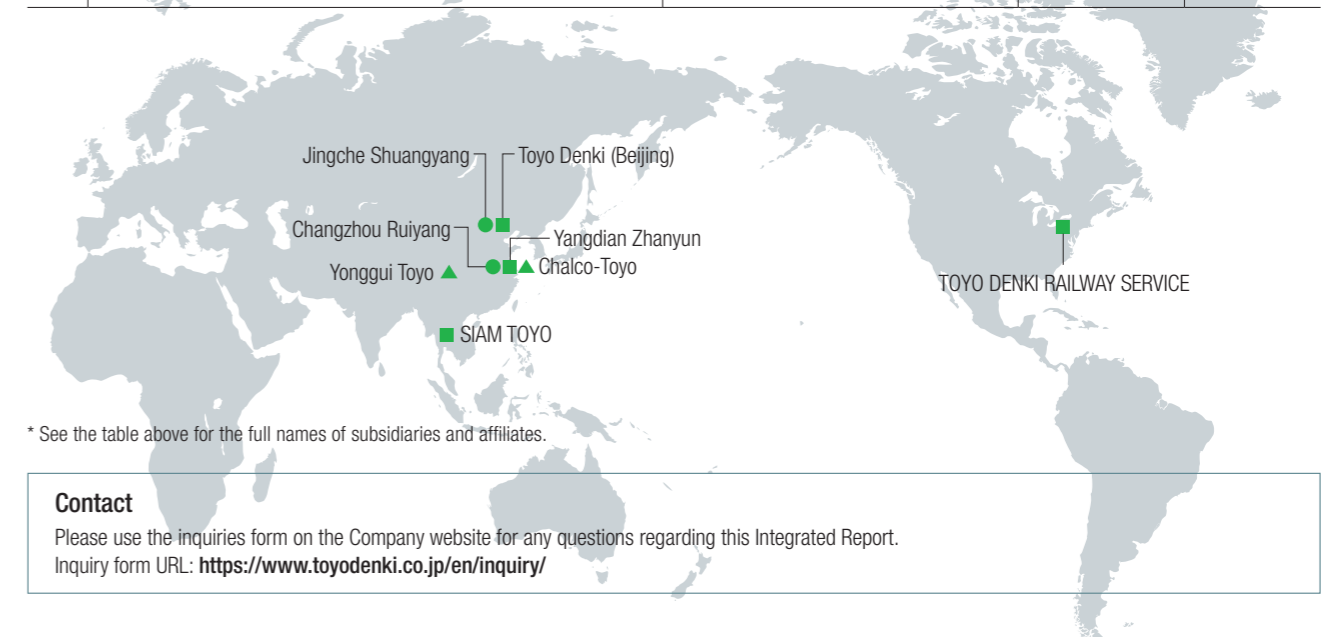 Jingche Shuangyang
Toyo Denki (Beijing)
Changzhou Ruiyang
Yangdian Zhanyun
Yonggui Toyo
Chalco-Toyo
TOYO DENKI RAILWAY SERVICE
SIAM TOYO
* See the table above for the full names of subsidiaries and affiliates.
Contact
Please use the inquiries form on the Company website for any questions regarding this Integrated Report.
Inquiry form URL: https://www.toyodenki.co.jp/en/inquiry/